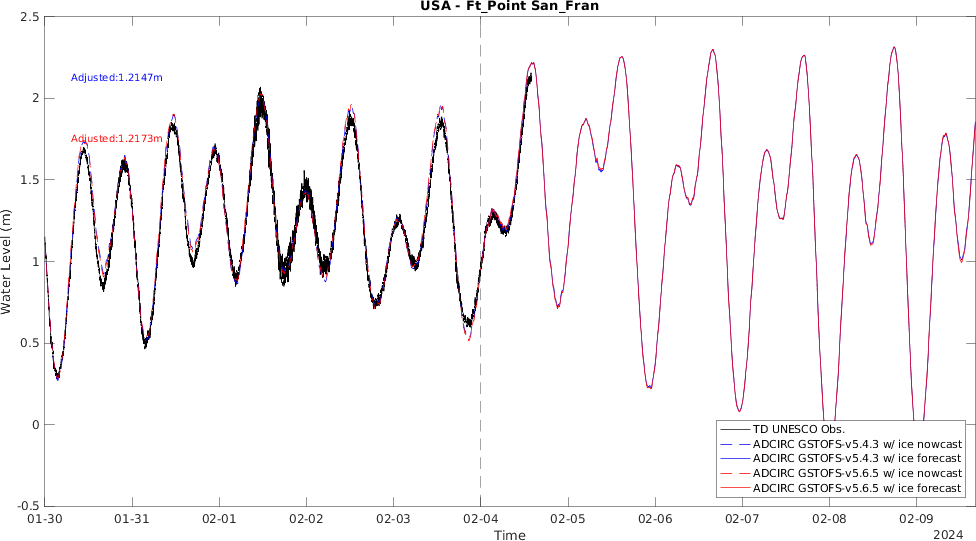 USA - Ft_Point San_Fran
2.5
2
1.5
1
0.5
0
-0.5
Water Level (m)
Adjusted:1.2147m
Adjusted:1.2173m
TD UNESCO Obs.
ADCIRC GSTOFS-v5.4.3 w/ ice nowcast
ADCIRC GSTOFS-v5.4.3 w/ ice forecast
ADCIRC GSTOFS-v5.6.5 w/ ice nowcast
ADCIRC GSTOFS-v5.6.5 w/ ice forecast
01-30 01-31 02-01 02-02 02-03 02-04 02-05 02-06 02-07 02-08 02-09
Time
2024